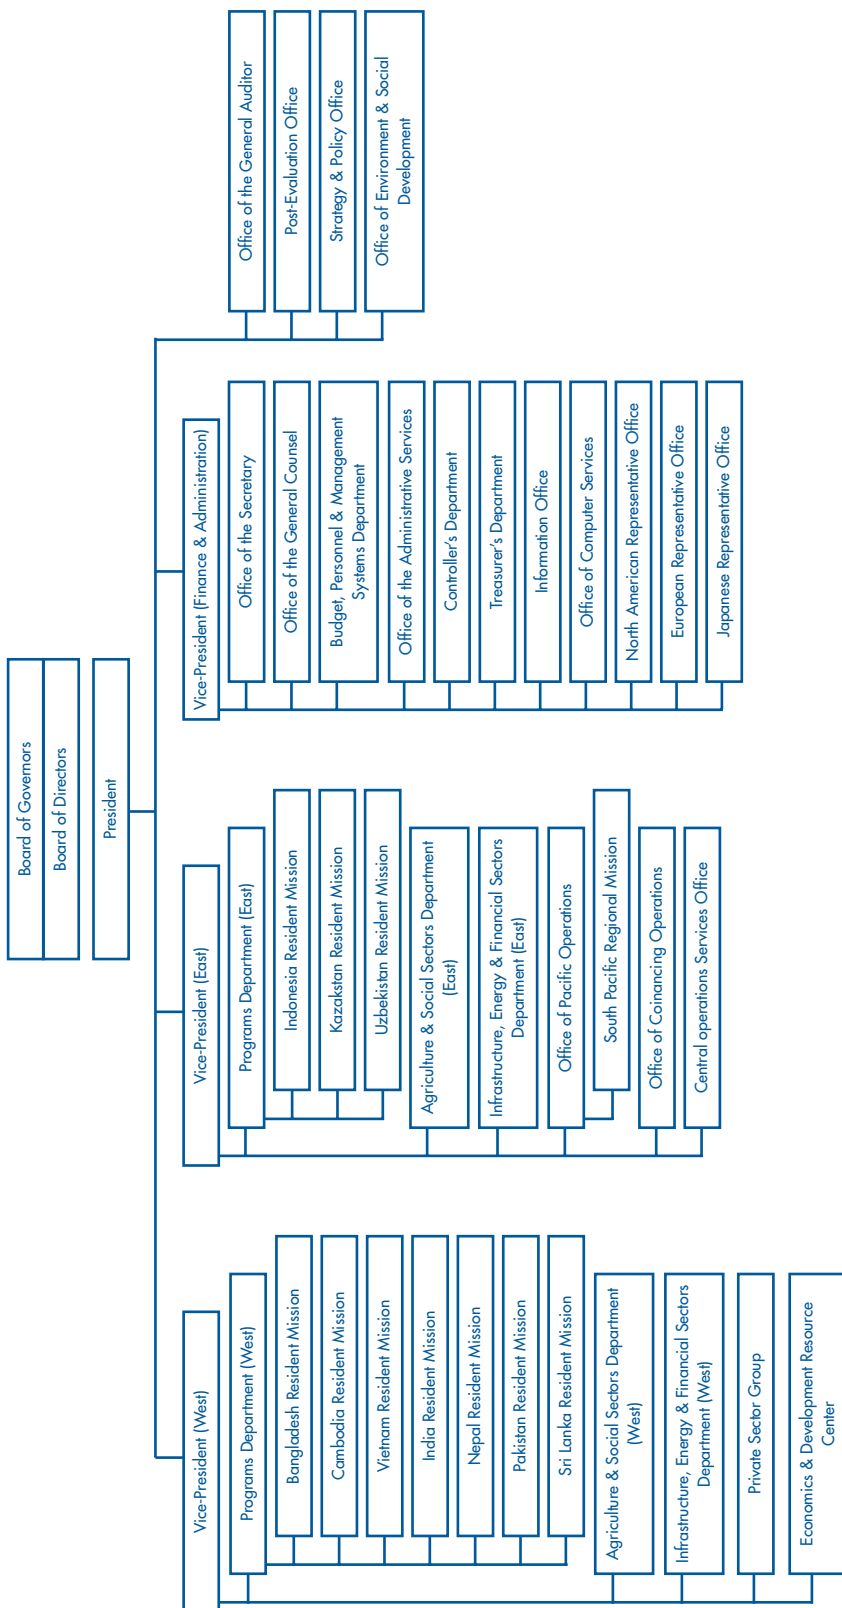 Board of Governors
Board of Directors
President
Vice-President (West)
Programs Department (West)
Bangladesh Resident Mission
Cambodia Resident Mission
Vietnam Resident Mission
India Resident Mission
Nepal Resident Mission
Pakistan Resident Mission
Sri Lanka Resident Mission
Agriculture & Social Sectors Department
(West)
Infrastructure, Energy & Financial Sectors
Department (West)
Private Sector Group
Economics & Development Resource
Center
Vice-President (East)
Programs Department (East)
Indonesia Resident Mission
Kazakstan Resident Mission
Uzbekistan Resident Mission
Agriculture & Social Sectors Department
(East)
Infrastructure, Energy & Financial Sectors
Department (East)
Office of Pacific Operations
South Pacific Regional Mission
Office of Coinancing Operations
Central operations Services Office
Vice-President (Finance & Administration)
Office of the Secretary
Office of the General Counsel
Budget, Personnel & Management
Systems Department
Office of the Administrative Services
Controller's Department
Treasurer's Department
Information Office
Office of Computer Services
North American Representative Office
European Representative Office
Japanese Representative Office
Office of the General Auditor
Post-Evaluation Office
Strategy & Policy Office
Office of Environment & Social
Development